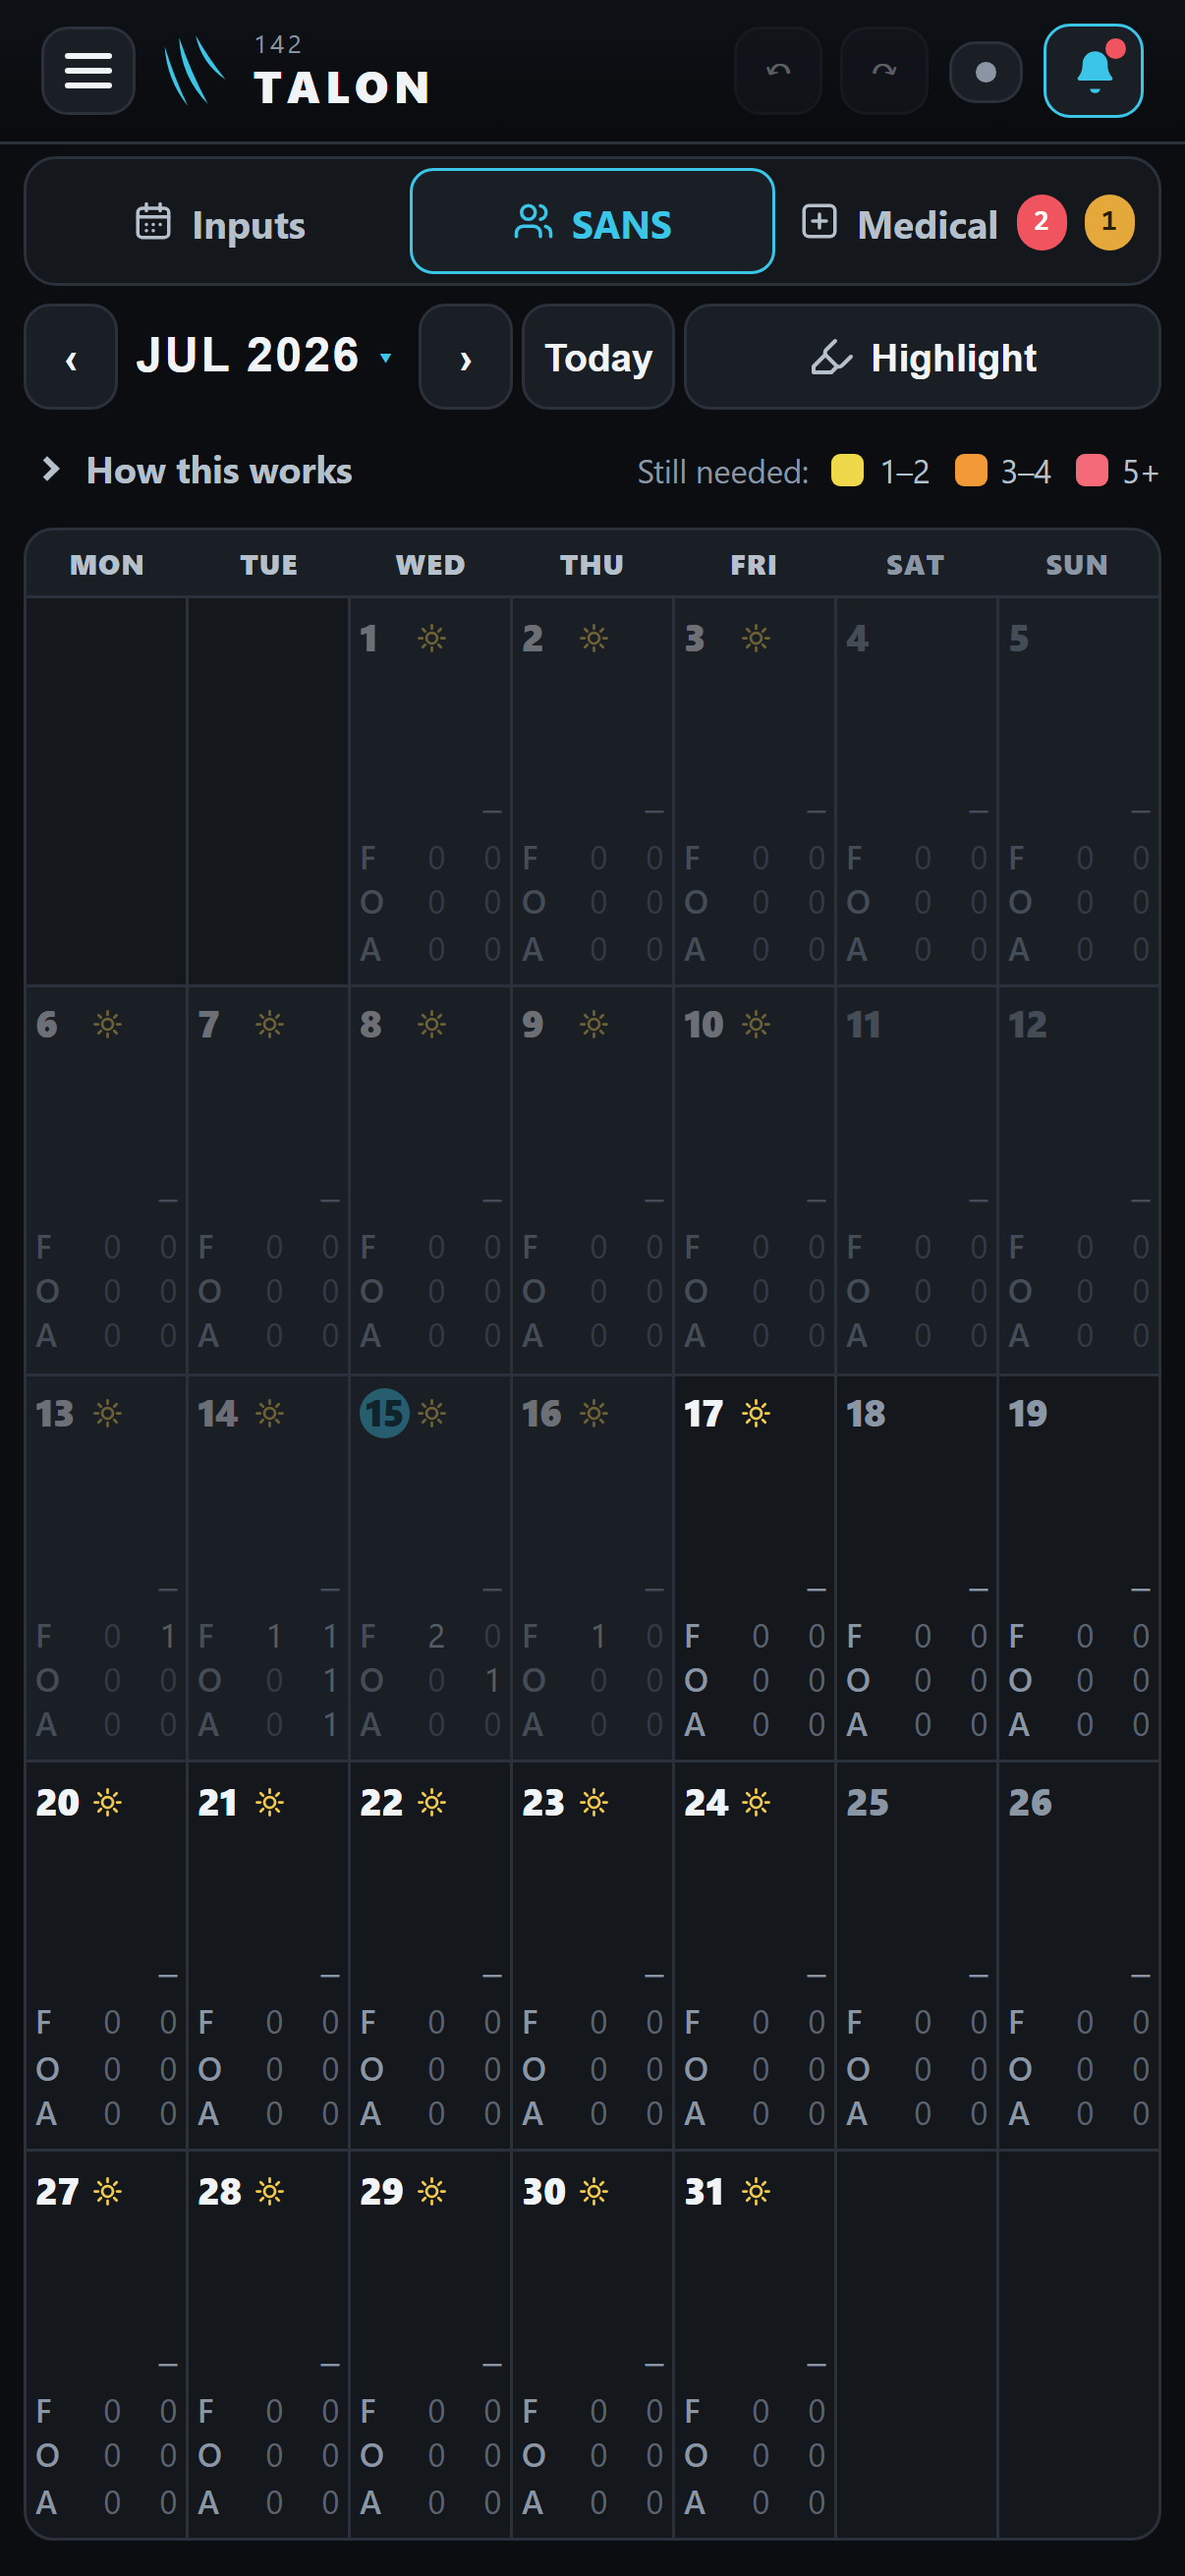 142
TALON
Inputs SANS Medical 2 1
‹ JUL 2026 › Today Highlight
How this works Still needed: 1–2 3–4 5+
MON TUE WED THU FRI SAT SUN
1 2 3 4 5
– – – – –
F 0 0 F 0 0 F 0 0 F 0 0 F 0 0
O 0 0 O 0 0 O 0 0 O 0 0 O 0 0
A 0 0 A 0 0 A 0 0 A 0 0 A 0 0
6 7 8 9 10 11 12
– – – – – – –
F 0 0 F 0 0 F 0 0 F 0 0 F 0 0 F 0 0 F 0 0
O 0 0 O 0 0 O 0 0 O 0 0 O 0 0 O 0 0 O 0 0
A 0 0 A 0 0 A 0 0 A 0 0 A 0 0 A 0 0 A 0 0
13 14 15 16 17 18 19
– – – – – – –
F 0 1 F 1 1 F 2 0 F 1 0 F 0 0 F 0 0 F 0 0
O 0 0 O 0 1 O 0 1 O 0 0 O 0 0 O 0 0 O 0 0
A 0 0 A 0 1 A 0 0 A 0 0 A 0 0 A 0 0 A 0 0
20 21 22 23 24 25 26
– – – – – – –
F 0 0 F 0 0 F 0 0 F 0 0 F 0 0 F 0 0 F 0 0
O 0 0 O 0 0 O 0 0 O 0 0 O 0 0 O 0 0 O 0 0
A 0 0 A 0 0 A 0 0 A 0 0 A 0 0 A 0 0 A 0 0
27 28 29 30 31
– – – – –
F 0 0 F 0 0 F 0 0 F 0 0 F 0 0
O 0 0 O 0 0 O 0 0 O 0 0 O 0 0
A 0 0 A 0 0 A 0 0 A 0 0 A 0 0